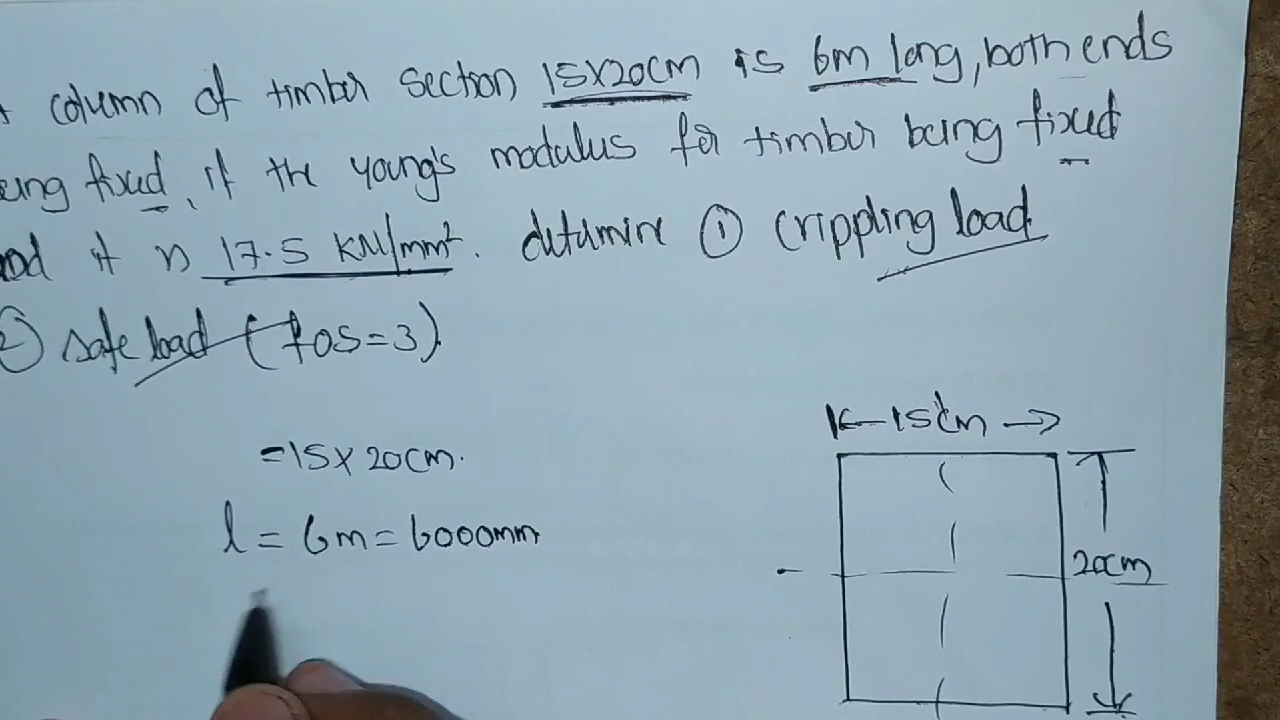 column of timber section 15x20cm is 6m long, both ends
fixed, if the young's modulus for timber being fixed
it is 17.5 KN/mm². determine ① crippling load
② safe load (fos=3).
K-15cm->
=15x20cm.
l = 6m = 6000mm
20cm